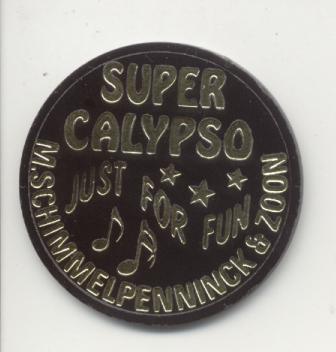 SUPER
CALYPSO
JUST FOR FUN
M.SCHIMMELPENNINCK & ZOON